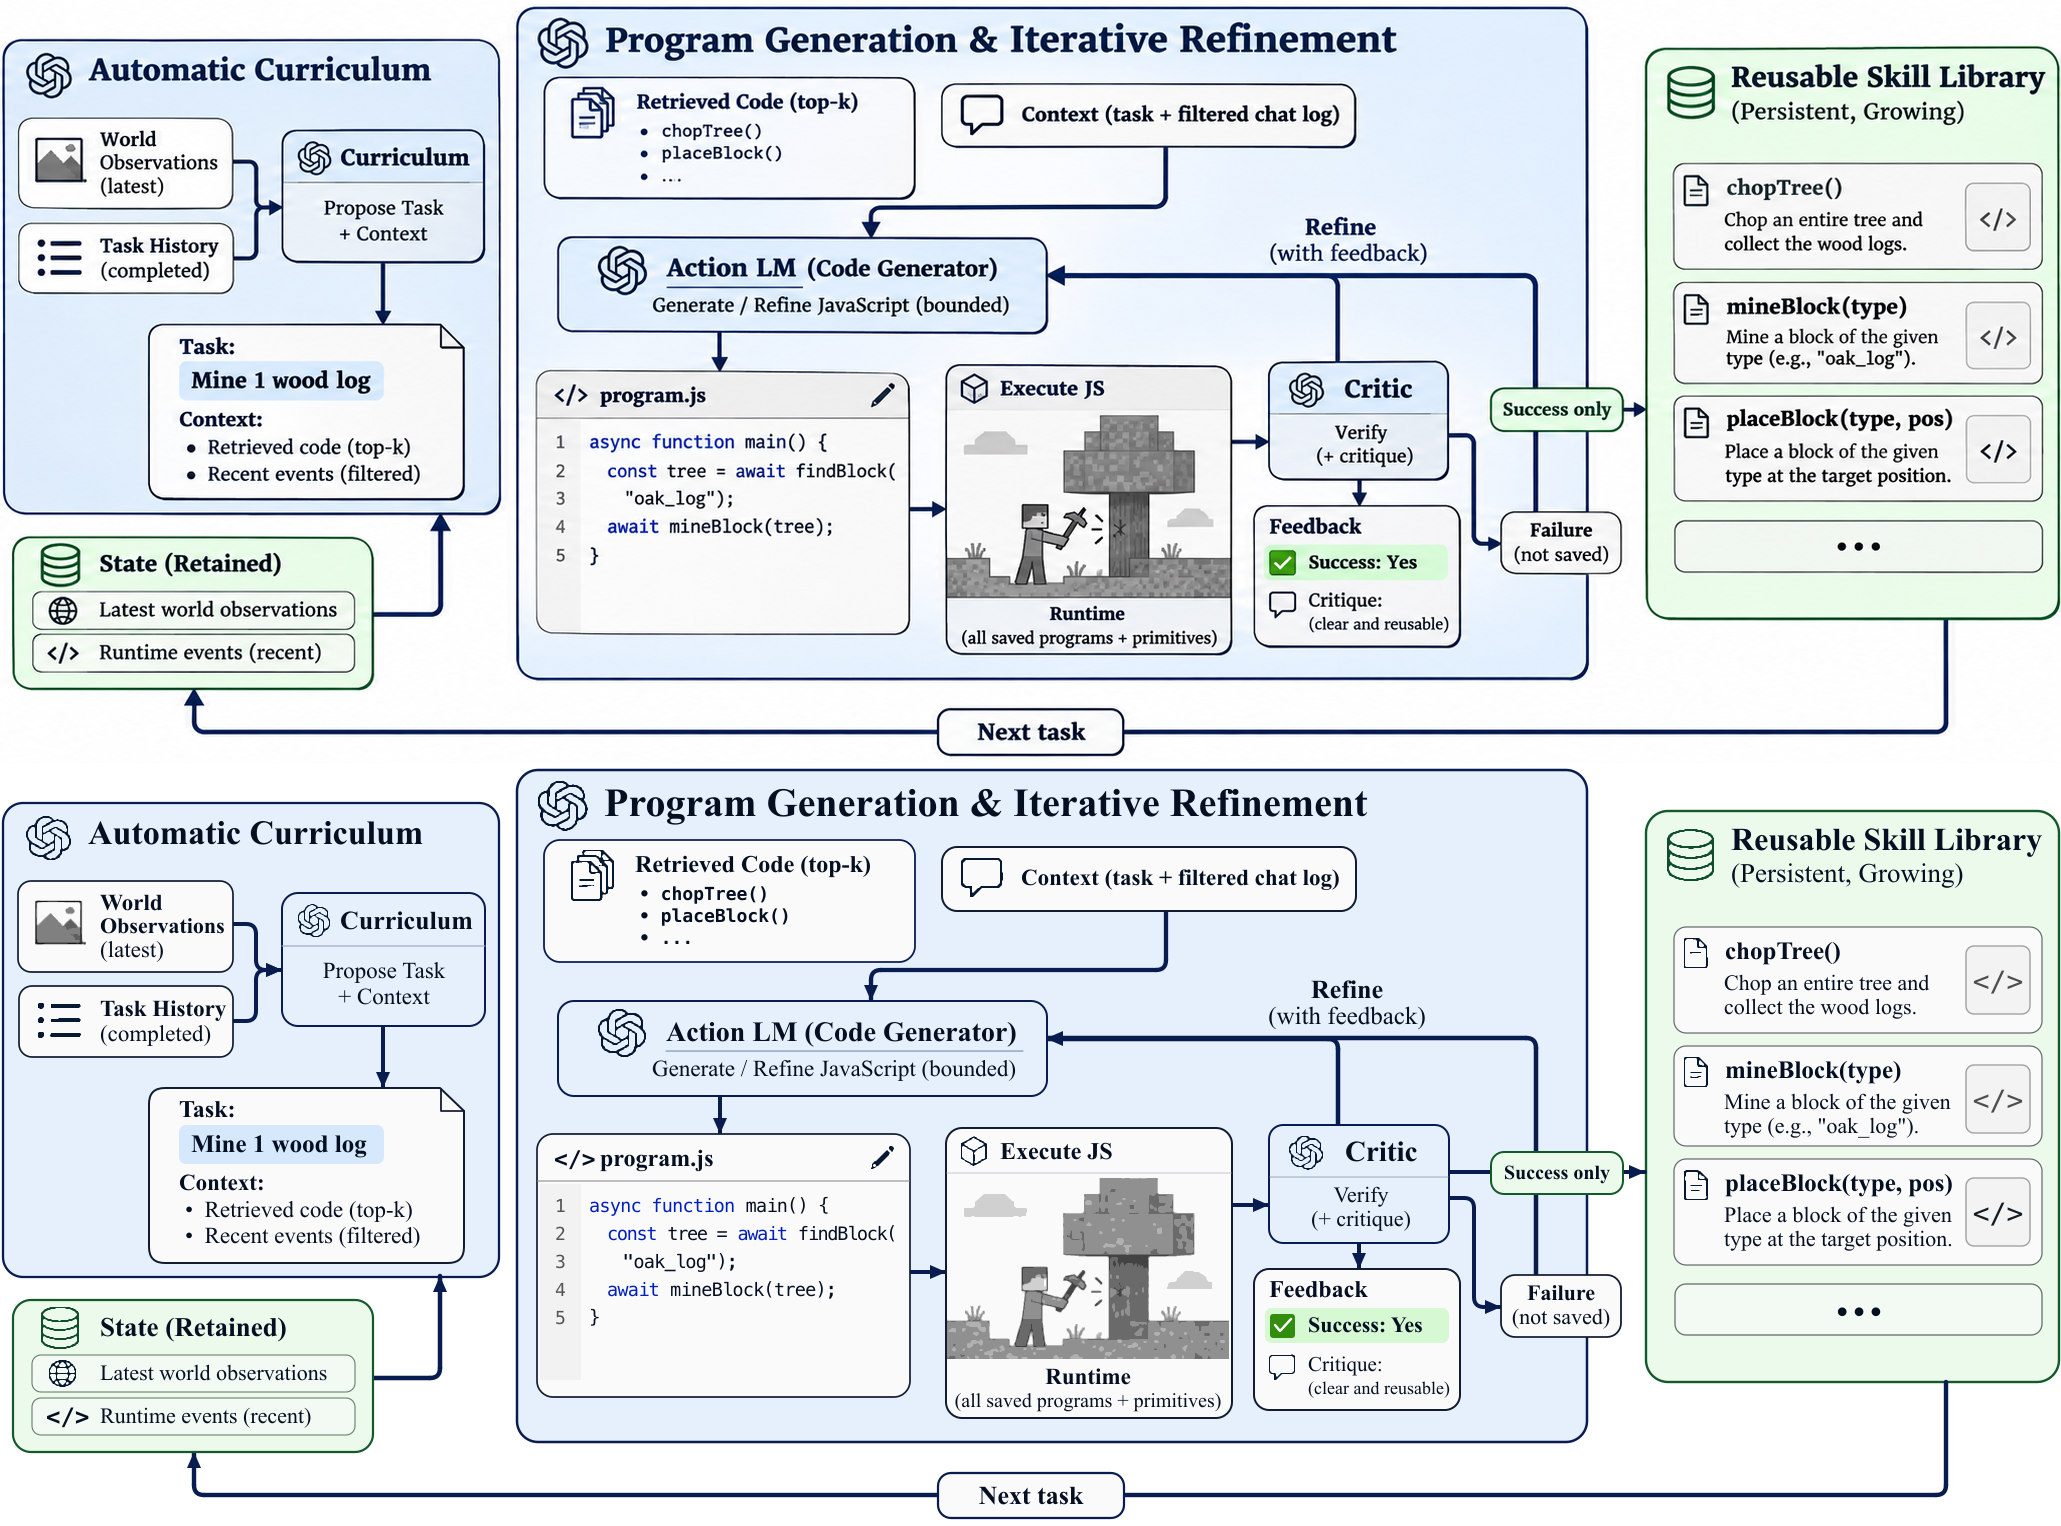 Automatic Curriculum
World
Observations
(latest)
Task History
(completed)
Curriculum
Propose Task
+ Context
Task:
Mine 1 wood log
Context:
• Retrieved code (top-k)
• Recent events (filtered)
State (Retained)
Latest world observations
</> Runtime events (recent)
Program Generation & Iterative Refinement
Retrieved Code (top-k)
• chopTree()
• placeBlock()
• ...
Context (task + filtered chat log)
Action LM (Code Generator)
Generate / Refine JavaScript (bounded)
Refine
(with feedback)
</> program.js
1 async function main() {
2 const tree = await findBlock(
3 "oak_log");
4 await mineBlock(tree);
5 }
Execute JS
Runtime
(all saved programs + primitives)
Critic
Verify
(+ critique)
Feedback
Success: Yes
Critique:
(clear and reusable)
Success only
Failure
(not saved)
Reusable Skill Library
(Persistent, Growing)
chopTree()
Chop an entire tree and
collect the wood logs.
</>
mineBlock(type)
Mine a block of the given
type (e.g., "oak_log").
</>
placeBlock(type, pos)
Place a block of the given
type at the target position.
</>
•••
Next task
Automatic Curriculum
World
Observations
(latest)
Task History
(completed)
Curriculum
Propose Task
+ Context
Task:
Mine 1 wood log
Context:
• Retrieved code (top-k)
• Recent events (filtered)
State (Retained)
Latest world observations
</> Runtime events (recent)
Program Generation & Iterative Refinement
Retrieved Code (top-k)
• chopTree()
• placeBlock()
• ...
Context (task + filtered chat log)
Action LM (Code Generator)
Generate / Refine JavaScript (bounded)
Refine
(with feedback)
</> program.js
1 async function main() {
2 const tree = await findBlock(
3 "oak_log");
4 await mineBlock(tree);
5 }
Execute JS
Runtime
(all saved programs + primitives)
Critic
Verify
(+ critique)
Feedback
Success: Yes
Critique:
(clear and reusable)
Success only
Failure
(not saved)
Reusable Skill Library
(Persistent, Growing)
chopTree()
Chop an entire tree and
collect the wood logs.
</>
mineBlock(type)
Mine a block of the given
type (e.g., "oak_log").
</>
placeBlock(type, pos)
Place a block of the given
type at the target position.
</>
•••
Next task